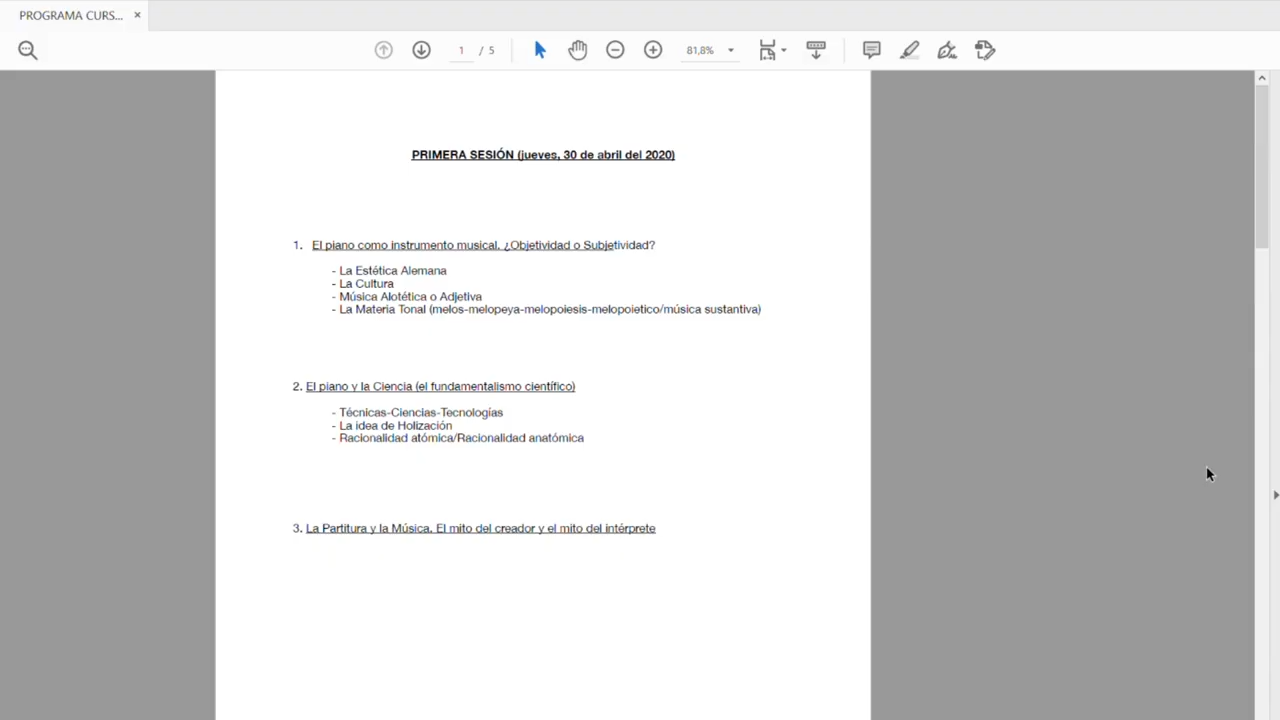 PROGRAMA CURS... ×
1 / 5
81,8%
PRIMERA SESIÓN (jueves, 30 de abril del 2020)
1. El piano como instrumento musical. ¿Objetividad o Subjetividad?
- La Estética Alemana
- La Cultura
- Música Alotética o Adjetiva
- La Materia Tonal (melos-melopeya-melopoiesis-melopoietico/música sustantiva)
2. El piano y la Ciencia (el fundamentalismo científico)
- Técnicas-Ciencias-Tecnologías
- La idea de Holización
- Racionalidad atómica/Racionalidad anatómica
3. La Partitura y la Música. El mito del creador y el mito del intérprete